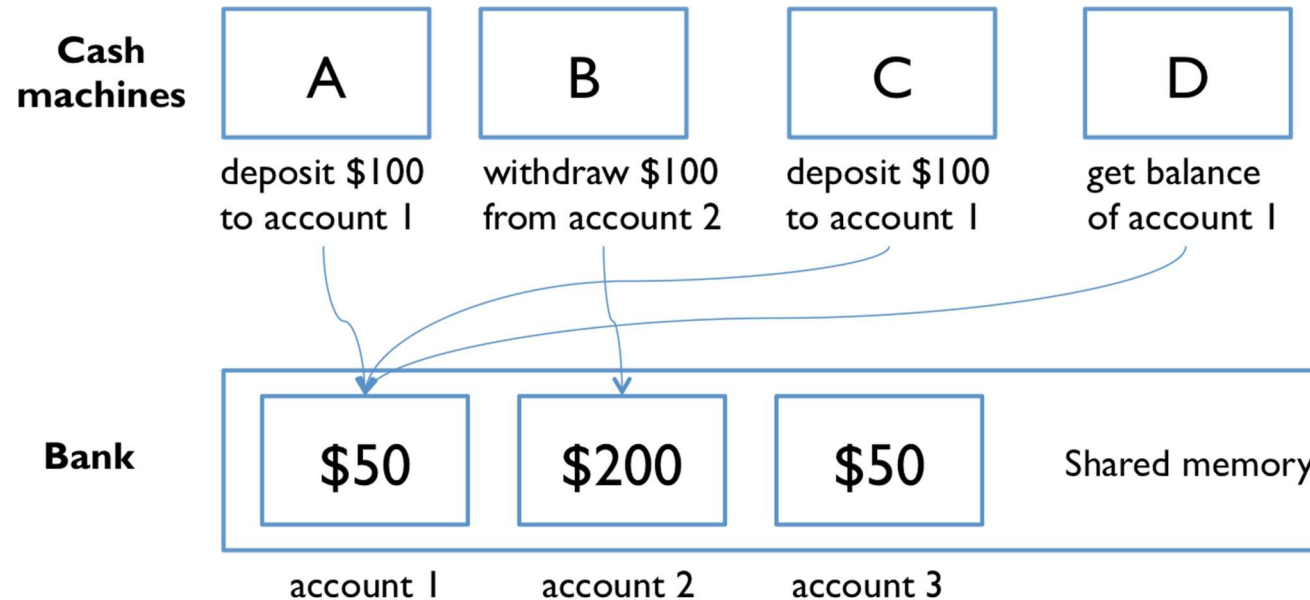 Cash
machines
A
B
C
D
deposit $100
to account 1
withdraw $100
from account 2
deposit $100
to account 1
get balance
of account 1
Bank
$50
$200
$50
Shared memory
account 1
account 2
account 3